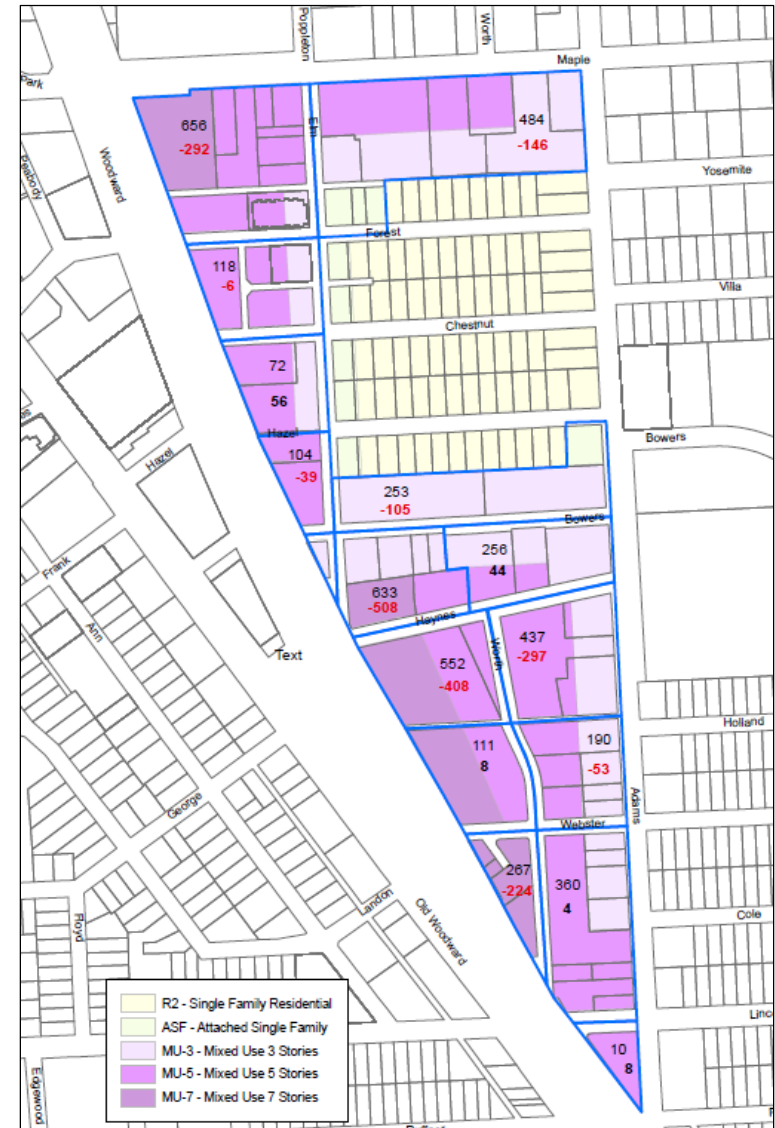 Poppleton
Worth
Maple
Park
Elm
656
-292
484
-146
Peabody
Woodward
Yosemite
Forest
118
-6
Villa
Chestnut
72
56
Hazel
104
-39
Bowers
Hazel
253
-105
Bowers
256
44
Frank
633
-508
Haynes
Ann
Text
Worth
437
-297
552
-408
Holland
111
8
190
-53
George
Adams
Webster
267
-224
360
4
Landon
Old Woodward
Cole
Floyd
R2 - Single Family Residential
ASF - Attached Single Family
MU-3 - Mixed Use 3 Stories
MU-5 - Mixed Use 5 Stories
MU-7 - Mixed Use 7 Stories
Linc
10
8
Edgewood